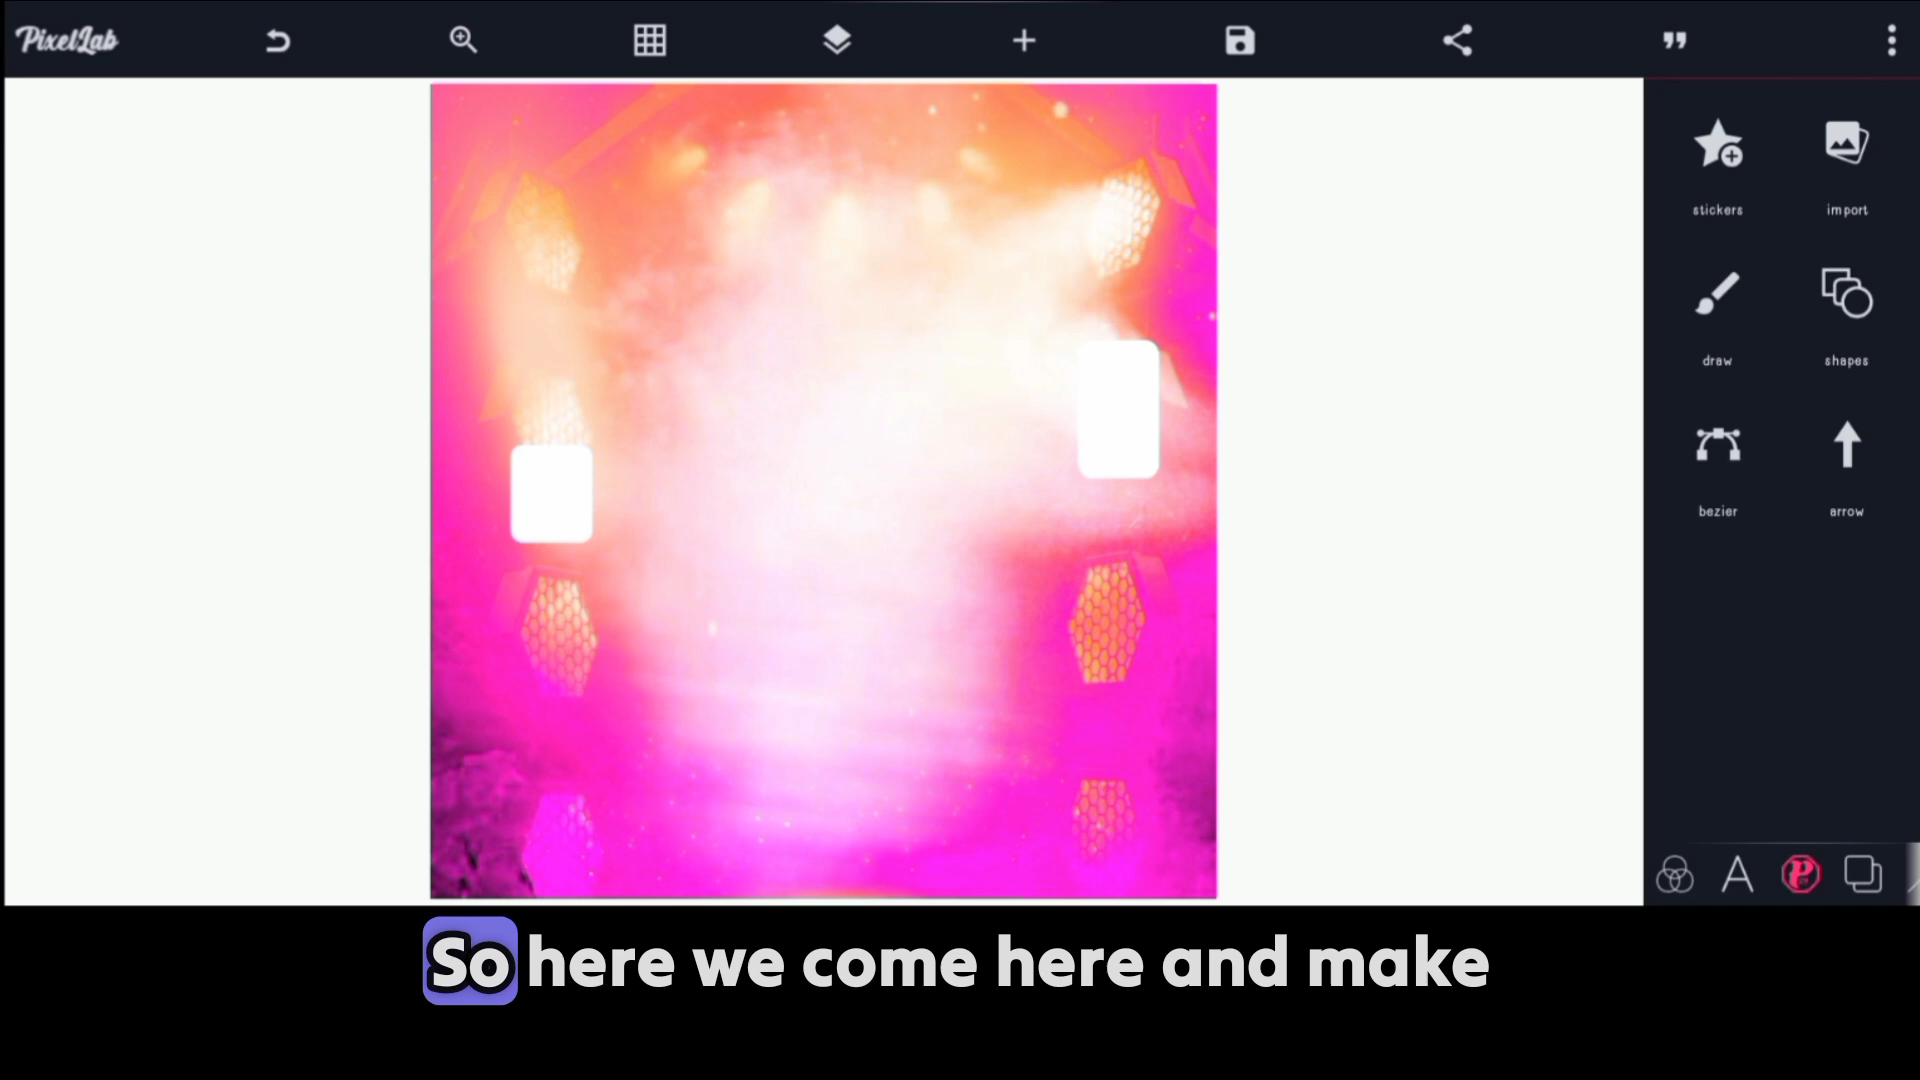 PixelLab
stickers
import
draw
shapes
bezier
arrow
So here we come here and make